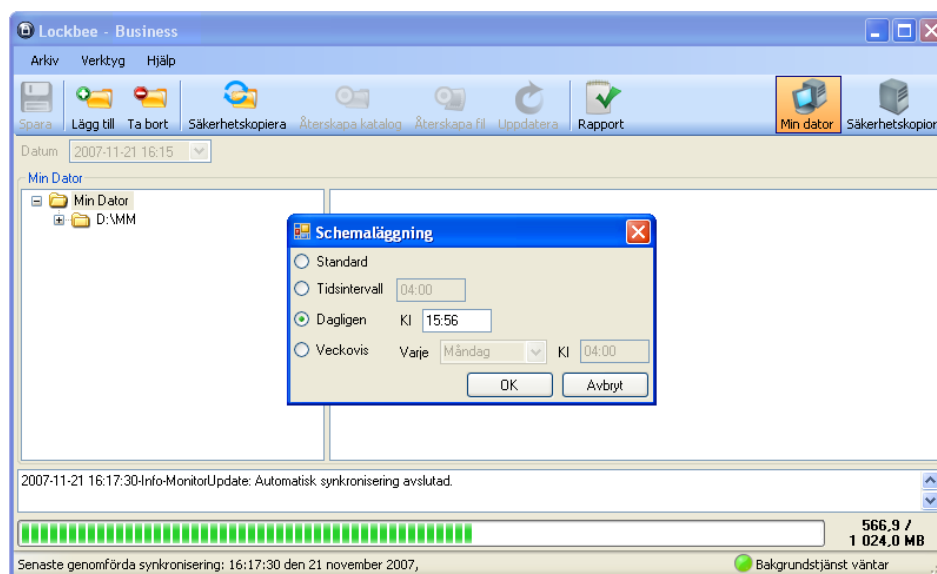 Lockbee - Business
Arkiv Verktyg Hjälp
Spara Lägg till Ta bort Säkerhetskopiera Återskapa katalog Återskapa fil Uppdatera Rapport Min dator Säkerhetskopior
Datum 2007-11-21 16:15
Min Dator
Min Dator
D:\MM
Schemaläggning
Standard
Tidsintervall 04:00
Dagligen Kl 15:56
Veckovis Varje Måndag Kl 04:00
OK Avbryt
2007-11-21 16:17:30-Info-MonitorUpdate: Automatisk synkronisering avslutad.
566,9 /
1 024,0 MB
Senaste genomförda synkronisering: 16:17:30 den 21 november 2007, Bakgrundstjänst väntar